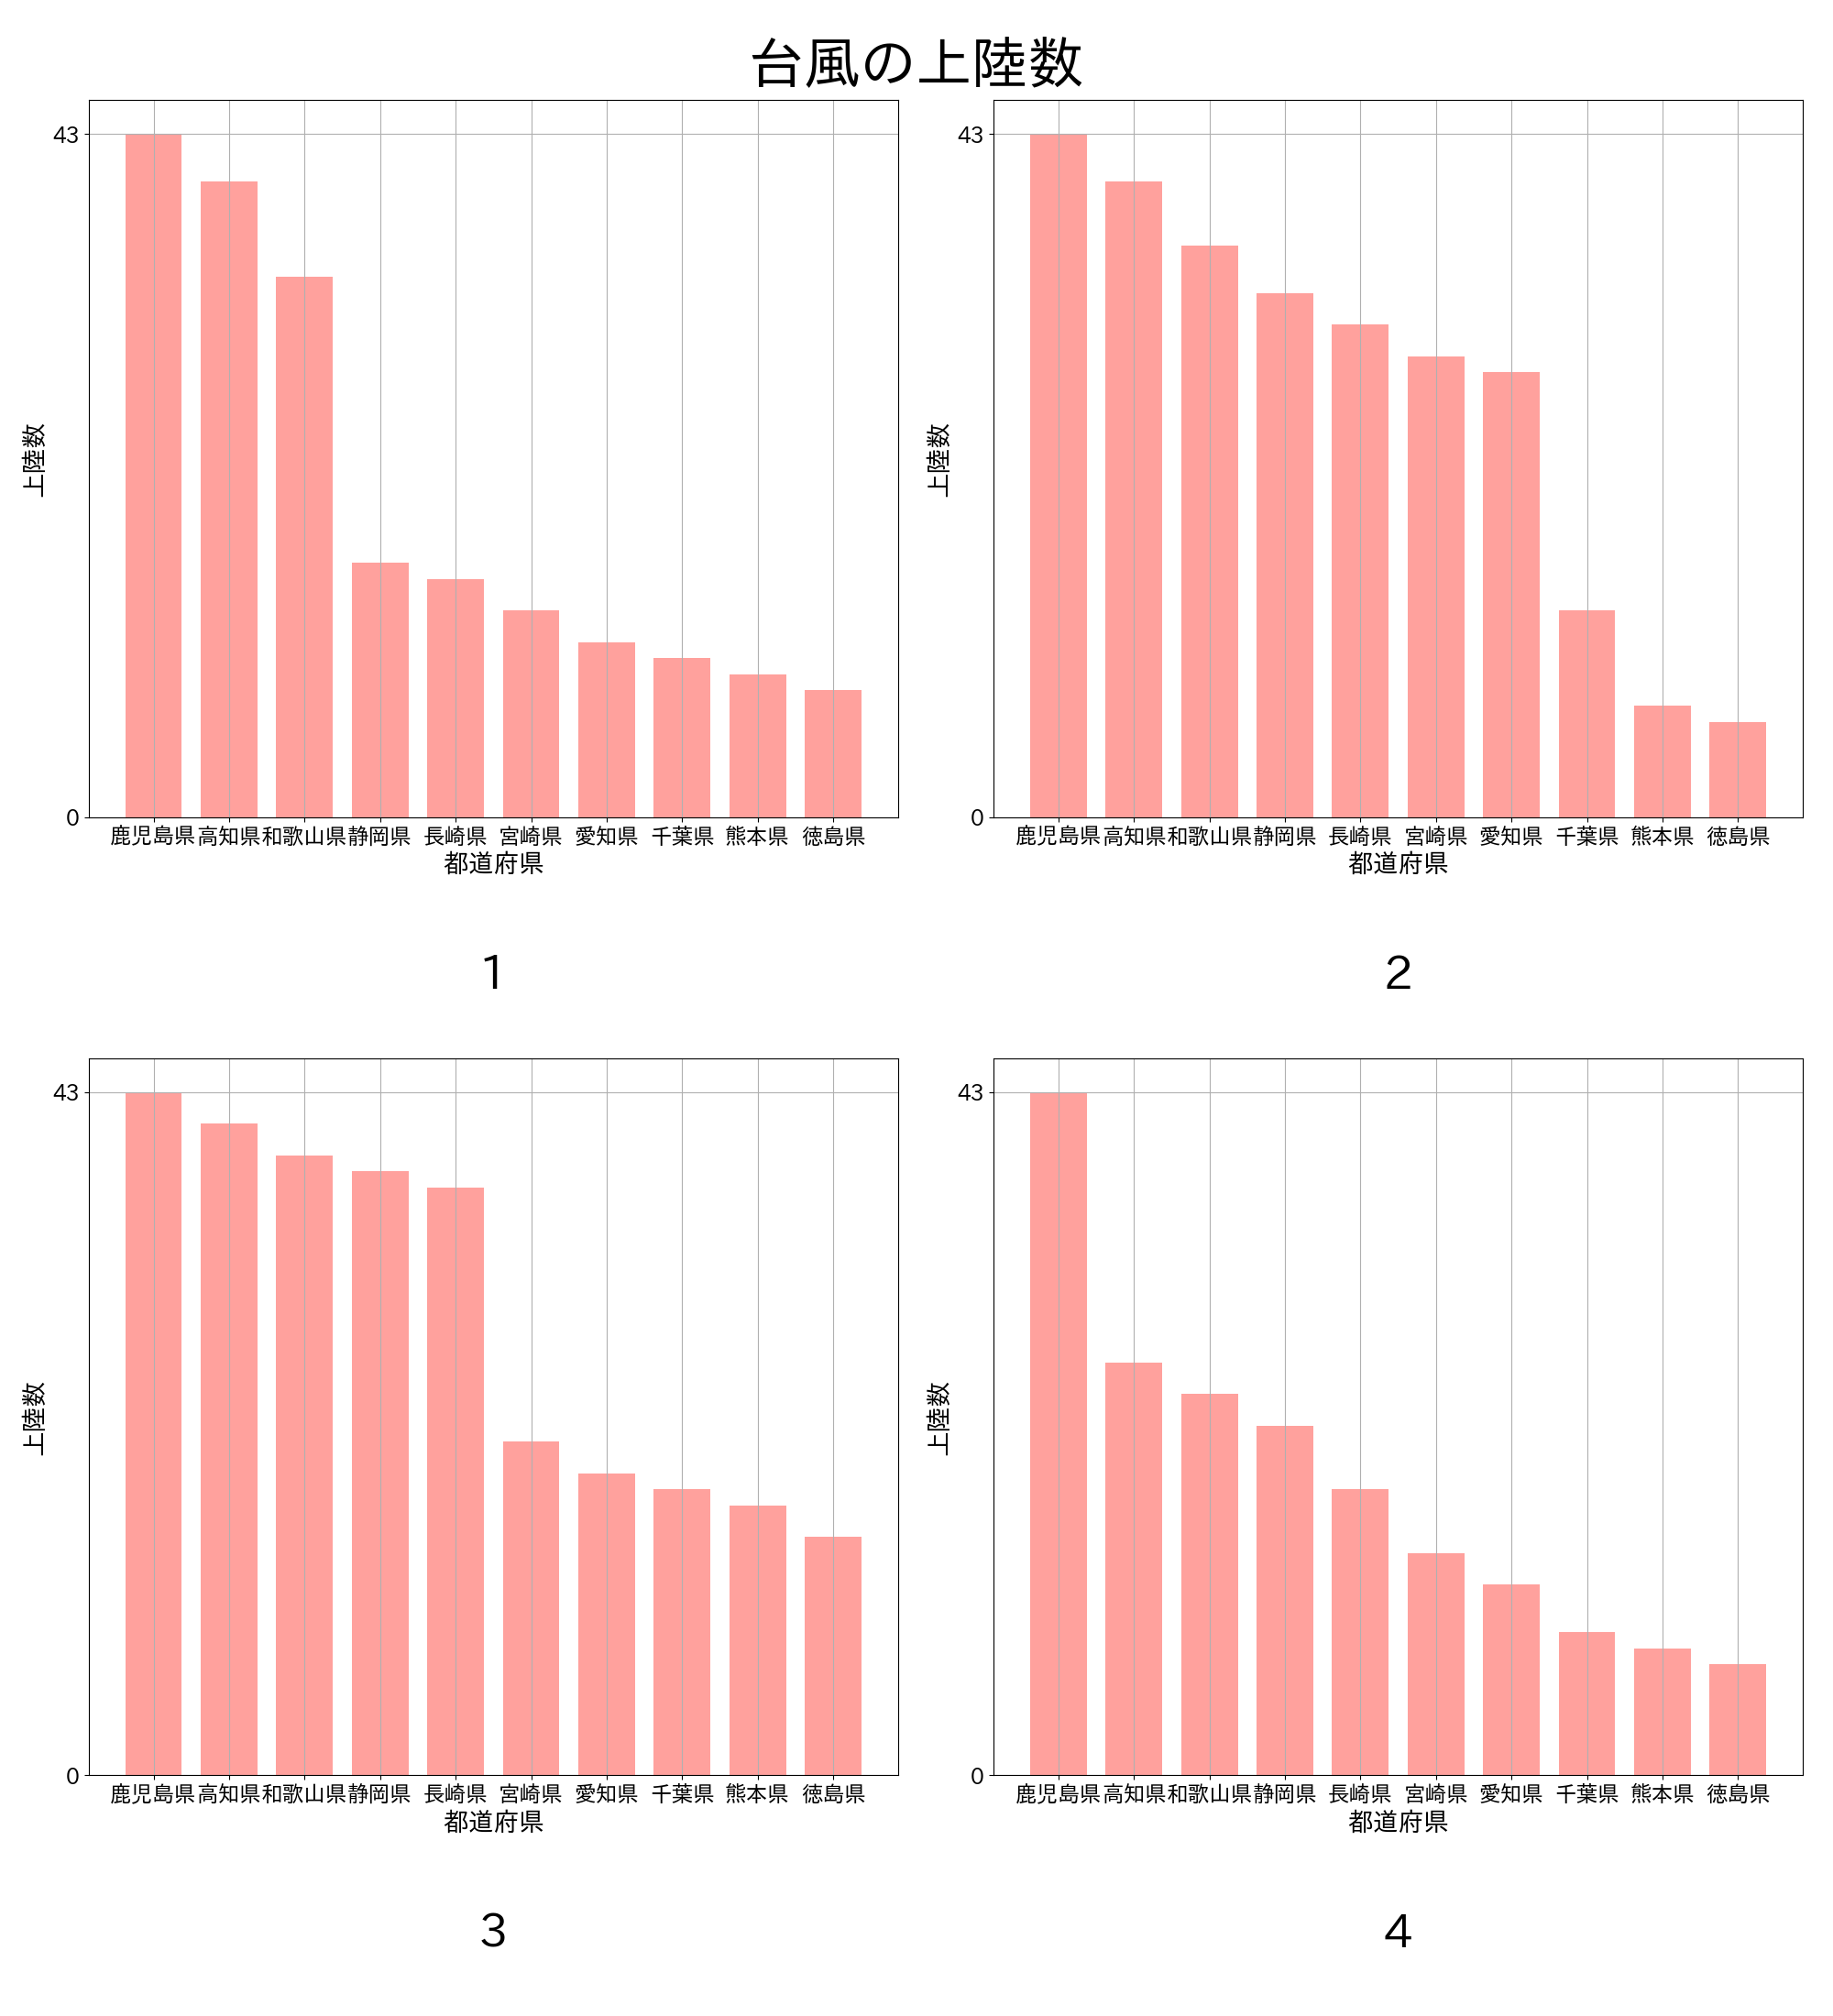 台風の上陸数
43
0
上陸数
鹿児島県 高知県 和歌山県 静岡県 長崎県 宮崎県 愛知県 千葉県 熊本県 徳島県
都道府県
1
43
0
上陸数
鹿児島県 高知県 和歌山県 静岡県 長崎県 宮崎県 愛知県 千葉県 熊本県 徳島県
都道府県
2
43
0
上陸数
鹿児島県 高知県 和歌山県 静岡県 長崎県 宮崎県 愛知県 千葉県 熊本県 徳島県
都道府県
3
43
0
上陸数
鹿児島県 高知県 和歌山県 静岡県 長崎県 宮崎県 愛知県 千葉県 熊本県 徳島県
都道府県
4